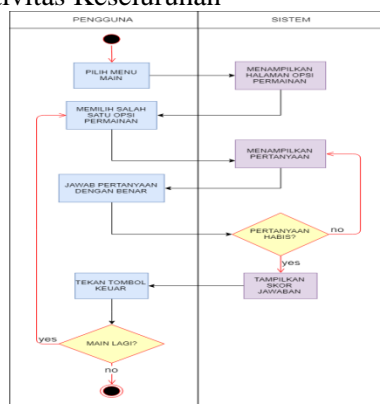 tivitas Keseluruhan
PENGGUNA
SISTEM
PILIH MENU
MAIN
MENAMPILKAN
HALAMAN OPSI
PERMAINAN
MEMILIH SALAH
SATU OPSI
PERMAINAN
MENAMPILKAN
PERTANYAAN
JAWAB PERTANYAAN
DENGAN BENAR
PERTANYAAN
HABIS?
no
yes
TAMPILKAN
SKOR
JAWABAN
TEKAN TOMBOL
KEUAR
MAIN LAGI?
yes
no